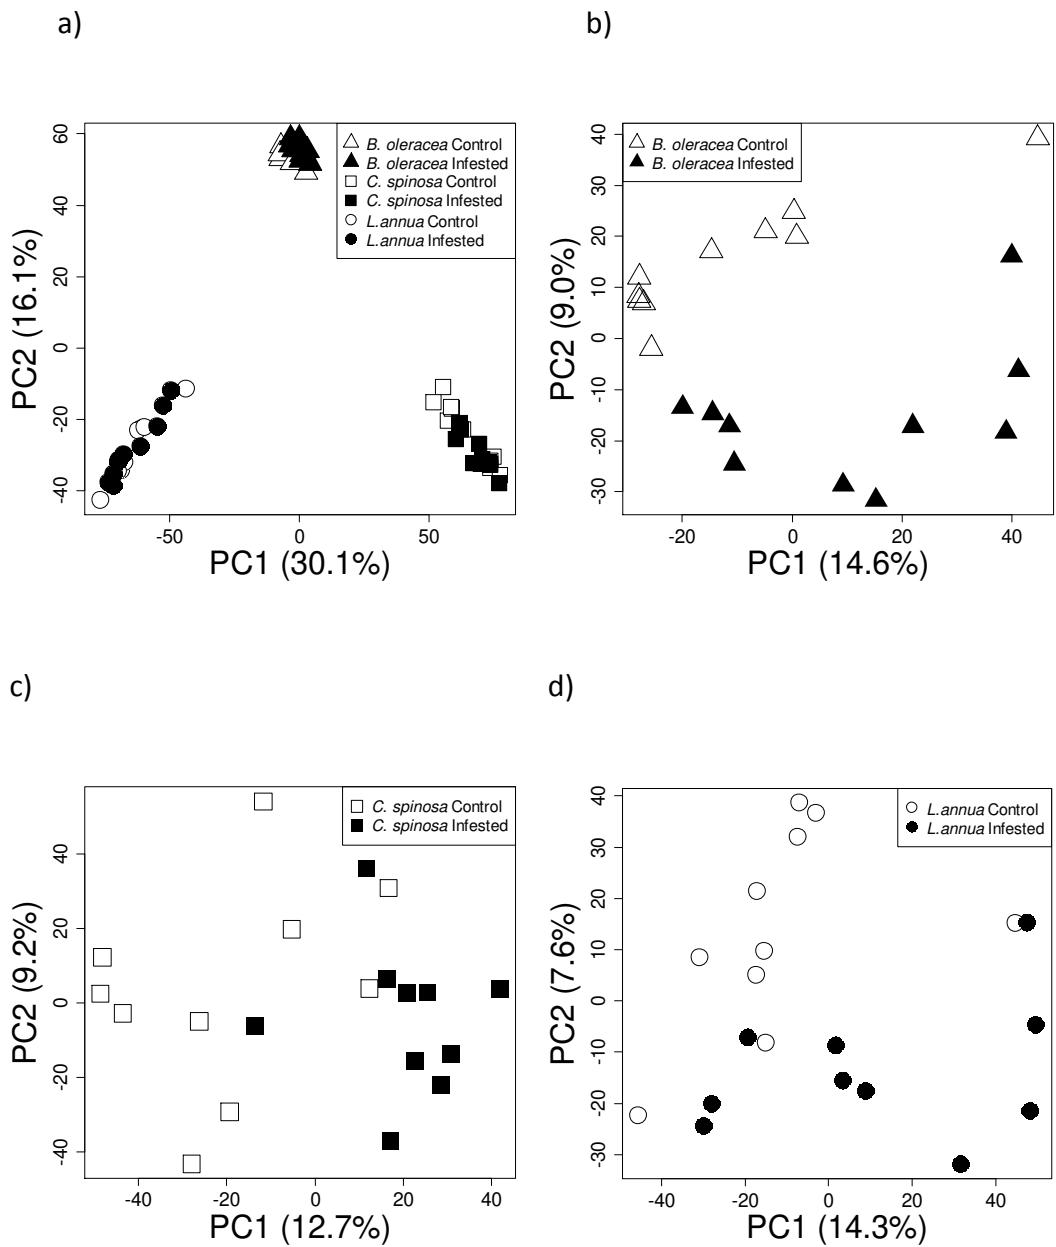 a)
60
40
20
0
-20
-40
PC2 (16.1%)
-50
0
50
PC1 (30.1%)
B. oleracea Control
B. oleracea Infested
C. spinosa Control
C. spinosa Infested
L.annua Control
L.annua Infested
b)
40
30
20
10
0
-10
-20
-30
PC2 (9.0%)
-20
0
20
40
PC1 (14.6%)
B. oleracea Control
B. oleracea Infested
c)
40
20
0
-20
-40
PC2 (9.2%)
-40
-20
0
20
40
PC1 (12.7%)
C. spinosa Control
C. spinosa Infested
d)
40
30
20
10
0
-10
-20
-30
PC2 (7.6%)
-40
-20
0
20
40
PC1 (14.3%)
L.annua Control
L.annua Infested